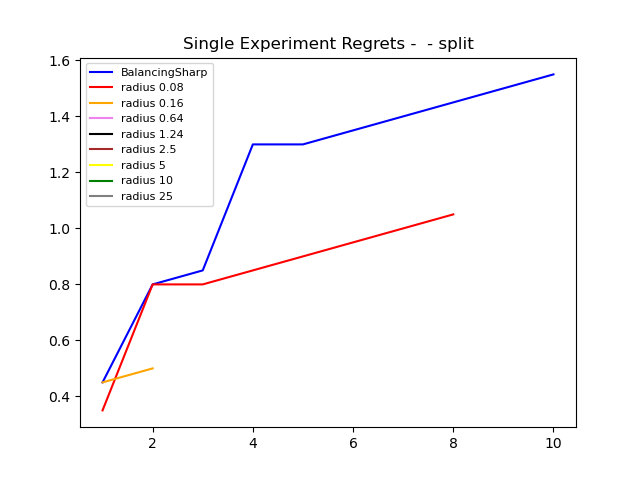 Single Experiment Regrets -  - split
1.6
1.4
1.2
1.0
0.8
0.6
0.4
BalancingSharp
radius 0.08
radius 0.16
radius 0.64
radius 1.24
radius 2.5
radius 5
radius 10
radius 25
2 4 6 8 10